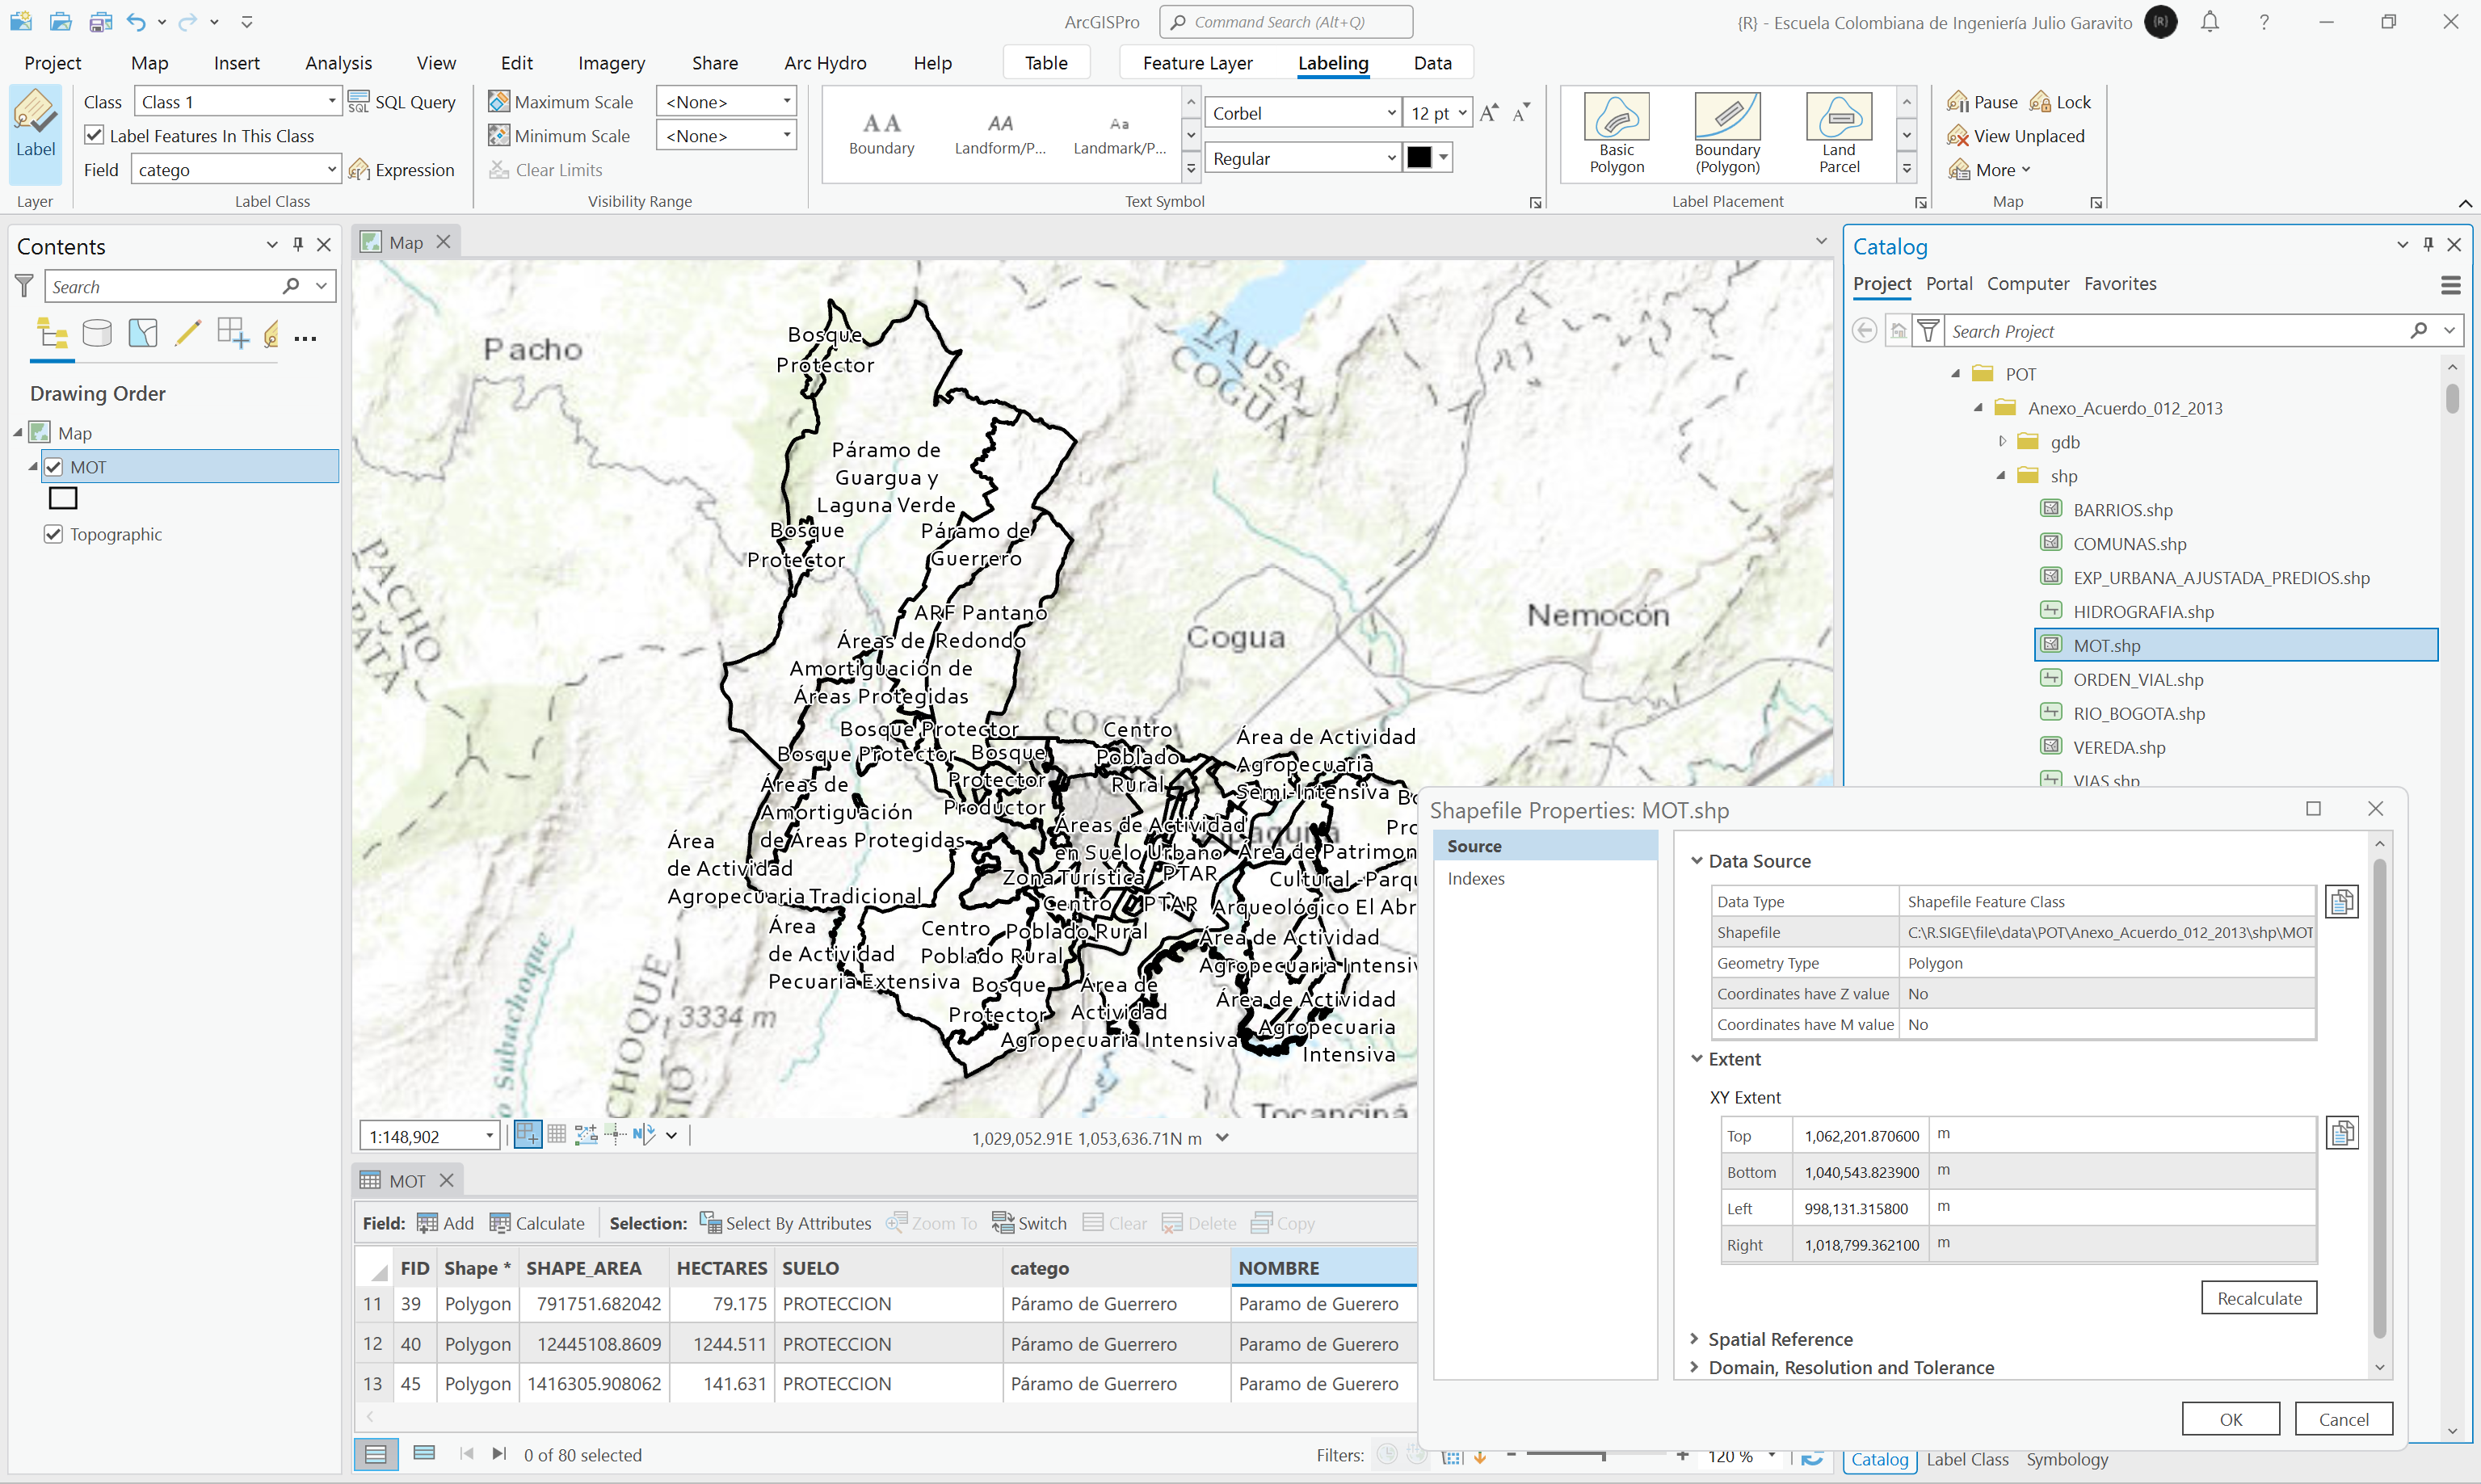 ArcGISPro
Command Search (Alt+Q)
{R} - Escuela Colombiana de Ingeniería Julio Garavito
{R}
Project Map Insert Analysis View Edit Imagery Share Arc Hydro Help Table Feature Layer Labeling Data
Label
Layer
Class Class 1 SQL Query
Label Features In This Class
Field catego Expression
Label Class
Maximum Scale <None>
Minimum Scale <None>
Clear Limits
Visibility Range
Boundary Landform/P... Landmark/P...
Corbel 12 pt
Regular
Text Symbol
Basic Polygon
Boundary (Polygon)
Land Parcel
Label Placement
Pause Lock
View Unplaced
More
Map
Contents
Search
Drawing Order
Map
MOT
Topographic
Map
Pacho
TAUSA
COGUA
Bosque
Protector
Páramo de
Guargua y
Laguna Verde
Bosque
Protector
Páramo de
Guerrero
PACHO
ARF Pantano
Redondo
Áreas de
Amortiguación de
Áreas Protegidas
Cogua
Nemocón
Bosque Protector
Bosque Protector
Bosque
Protector
Productor
Centro
Poblado
Rural
Área de Actividad
Agropecuaria
Semi-Intensiva
Áreas de
Amortiguación
de Áreas Protegidas
Área
de Actividad
Agropecuaria Tradicional
Áreas de Actividad
en Suelo Urbano
Zona Turística
PTAR
PTAR
Centro
Poblado Rural
Área
de Actividad
Pecuaria Extensiva
Centro
Poblado Rural
Bosque
Protector
Área de
Actividad
Agropecuaria Intensiva
Área de Actividad
Agropecuaria
Intensiva
3334 m
Subachoque
CHOQUE
Tocancipá
1:148,902
1,029,052.91E 1,053,636.71N m
MOT
Field: Add Calculate Selection: Select By Attributes Zoom To Switch Clear Delete Copy
FID Shape * SHAPE_AREA HECTARES SUELO catego NOMBRE
11 39 Polygon 791751.682042 79.175 PROTECCION Páramo de Guerrero Paramo de Guerero
12 40 Polygon 12445108.8609 1244.511 PROTECCION Páramo de Guerrero Paramo de Guerero
13 45 Polygon 1416305.908062 141.631 PROTECCION Páramo de Guerrero Paramo de Guerero
0 of 80 selected
Filters:
120 %
Catalog
Project Portal Computer Favorites
Search Project
POT
Anexo_Acuerdo_012_2013
gdb
shp
BARRIOS.shp
COMUNAS.shp
EXP_URBANA_AJUSTADA_PREDIOS.shp
HIDROGRAFIA.shp
MOT.shp
ORDEN_VIAL.shp
RIO_BOGOTA.shp
VEREDA.shp
VIAS.shp
Shapefile Properties: MOT.shp
Source
Indexes
Data Source
Data Type Shapefile Feature Class
Shapefile C:\R.SIGE\file\data\POT\Anexo_Acuerdo_012_2013\shp\MOT
Geometry Type Polygon
Coordinates have Z value No
Coordinates have M value No
Extent
XY Extent
Top 1,062,201.870600 m
Bottom 1,040,543.823900 m
Left 998,131.315800 m
Right 1,018,799.362100 m
Recalculate
Spatial Reference
Domain, Resolution and Tolerance
OK Cancel
Catalog Label Class Symbology